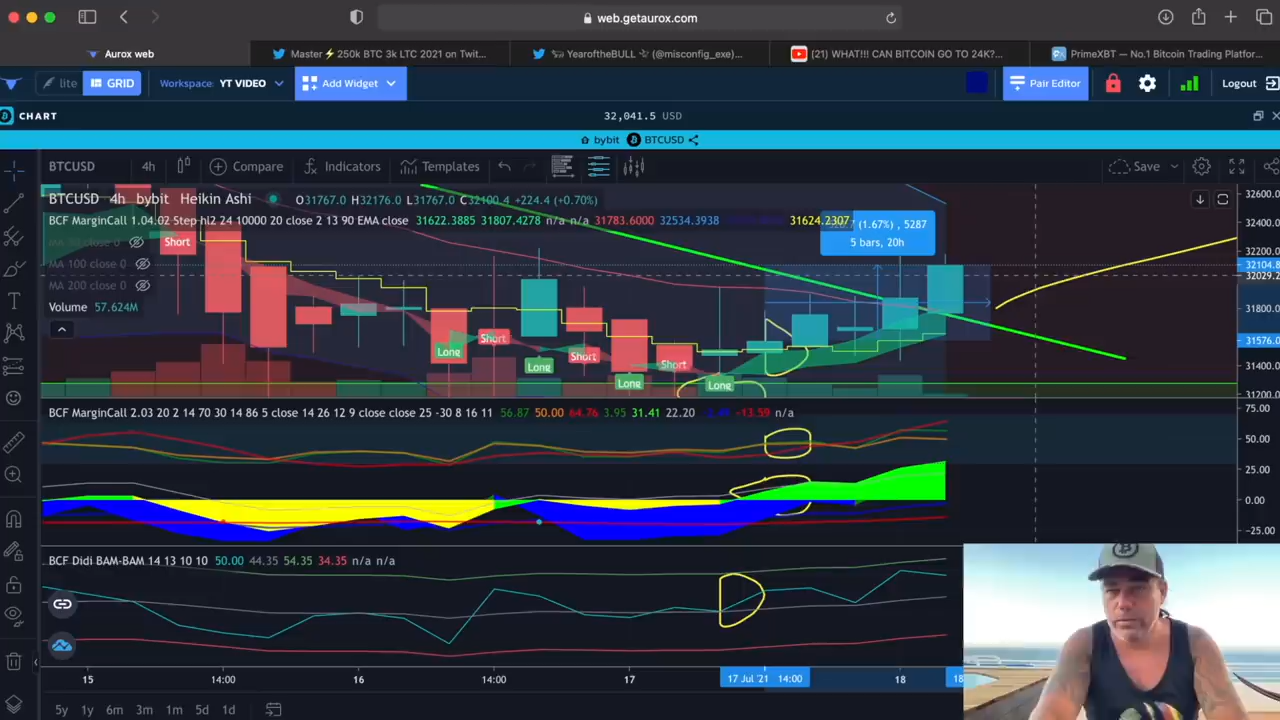 web.getaurox.com
Aurox web
Master⚡250k BTC 3k LTC 2021 on Twit...
YearoftheBULL (@misconfig_exe)...
(21) WHAT!!! CAN BITCOIN GO TO 24K?...
PrimeXBT — No.1 Bitcoin Trading Platfor...
lite
GRID
Workspace: YT VIDEO
Add Widget
Pair Editor
Logout
CHART
32,041.5 USD
bybit BTCUSD
BTCUSD 4h Compare Indicators Templates Save
BTCUSD 4h bybit Heikin Ashi O31767.0 H32176.0 L31767.0 C32100.4 +224.4 (+0.70%)
BCF MarginCall 1.04.02 Step hl2 24 10000 20 close 2 13 90 EMA close 31622.3885 31807.4278 n/a n/a 31783.6000 32534.3938 31624.2307
(1.67%) , 5287
5 bars, 20h
MA 100 close 0
MA 200 close 0
Volume 57.624M
Short
Long
Short
Long
Short
Long
Short
Long
32600.0
32400.0
32200.0
32104.8
32029.2
31800.0
31576.0
31400.0
31200.0
BCF MarginCall 2.03 20 2 14 70 30 14 86 5 close 14 26 12 9 close close 25 -30 8 16 11 56.87 50.00 64.76 3.95 31.41 22.20 -13.59 n/a
75.00
50.00
25.00
0.00
−25.00
BCF Didi BAM-BAM 14 13 10 10 50.00 44.35 54.35 34.35 n/a n/a
15 14:00 16 14:00 17 17 Jul '21 14:00 18 18
5y 1y 6m 3m 1m 5d 1d